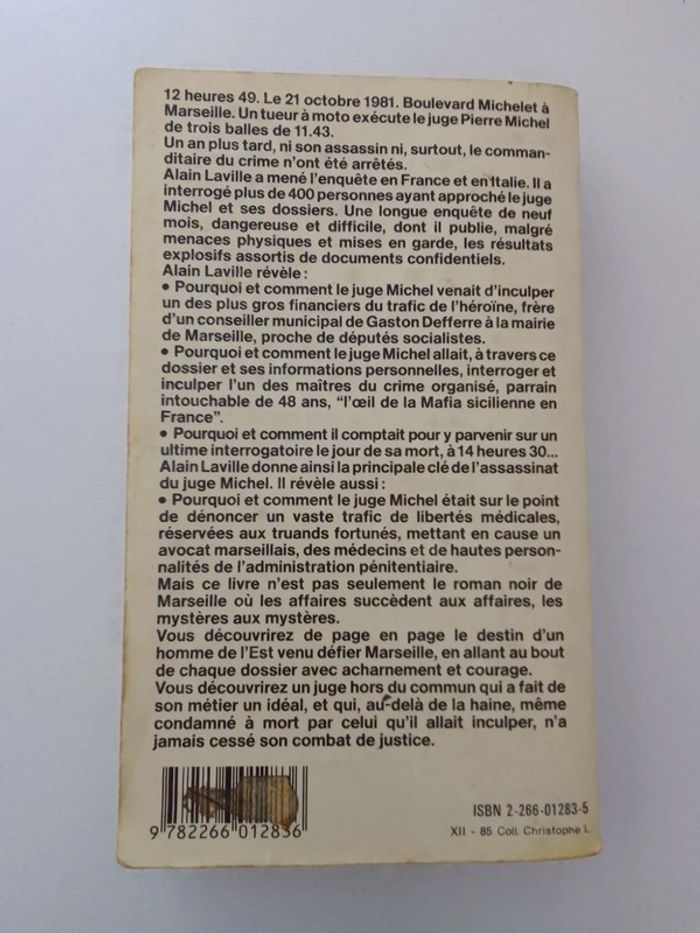 12 heures 49. Le 21 octobre 1981. Boulevard Michelet à
Marseille. Un tueur à moto exécute le juge Pierre Michel
de trois balles de 11.43.
Un an plus tard, ni son assassin ni, surtout, le comman-
ditaire du crime n'ont été arrêtés.
Alain Laville a mené l'enquête en France et en Italie. Il a
interrogé plus de 400 personnes ayant approché le juge
Michel et ses dossiers. Une longue enquête de neuf
mois, dangereuse et difficile, dont il publie, malgré
menaces physiques et mises en garde, les résultats
explosifs assortis de documents confidentiels.
Alain Laville révèle :
• Pourquoi et comment le juge Michel venait d'inculper
un des plus gros financiers du trafic de l'héroïne, frère
d'un conseiller municipal de Gaston Defferre à la mairie
de Marseille, proche de députés socialistes.
• Pourquoi et comment le juge Michel allait, à travers ce
dossier et ses informations personnelles, interroger et
inculper l'un des maîtres du crime organisé, parrain
intouchable de 48 ans, "l'œil de la Mafia sicilienne en
France".
• Pourquoi et comment il comptait pour y parvenir sur un
ultime interrogatoire le jour de sa mort, à 14 heures 30...
Alain Laville donne ainsi la principale clé de l'assassinat
du juge Michel. Il révèle aussi :
• Pourquoi et comment le juge Michel était sur le point
de dénoncer un vaste trafic de libertés médicales,
réservées aux truands fortunés, mettant en cause un
avocat marseillais, des médecins et de hautes person-
nalités de l'administration pénitentiaire.
Mais ce livre n'est pas seulement le roman noir de
Marseille où les affaires succèdent aux affaires, les
mystères aux mystères.
Vous découvrirez de page en page le destin d'un
homme de l'Est venu défier Marseille, en allant au bout
de chaque dossier avec acharnement et courage.
Vous découvrirez un juge hors du commun qui a fait de
son métier un idéal, et qui, au-delà de la haine, même
condamné à mort par celui qu'il allait inculper, n'a
jamais cessé son combat de justice.
ISBN 2-266-01283-5
XII - 85 Coll. Christophe L
9 782266 012836